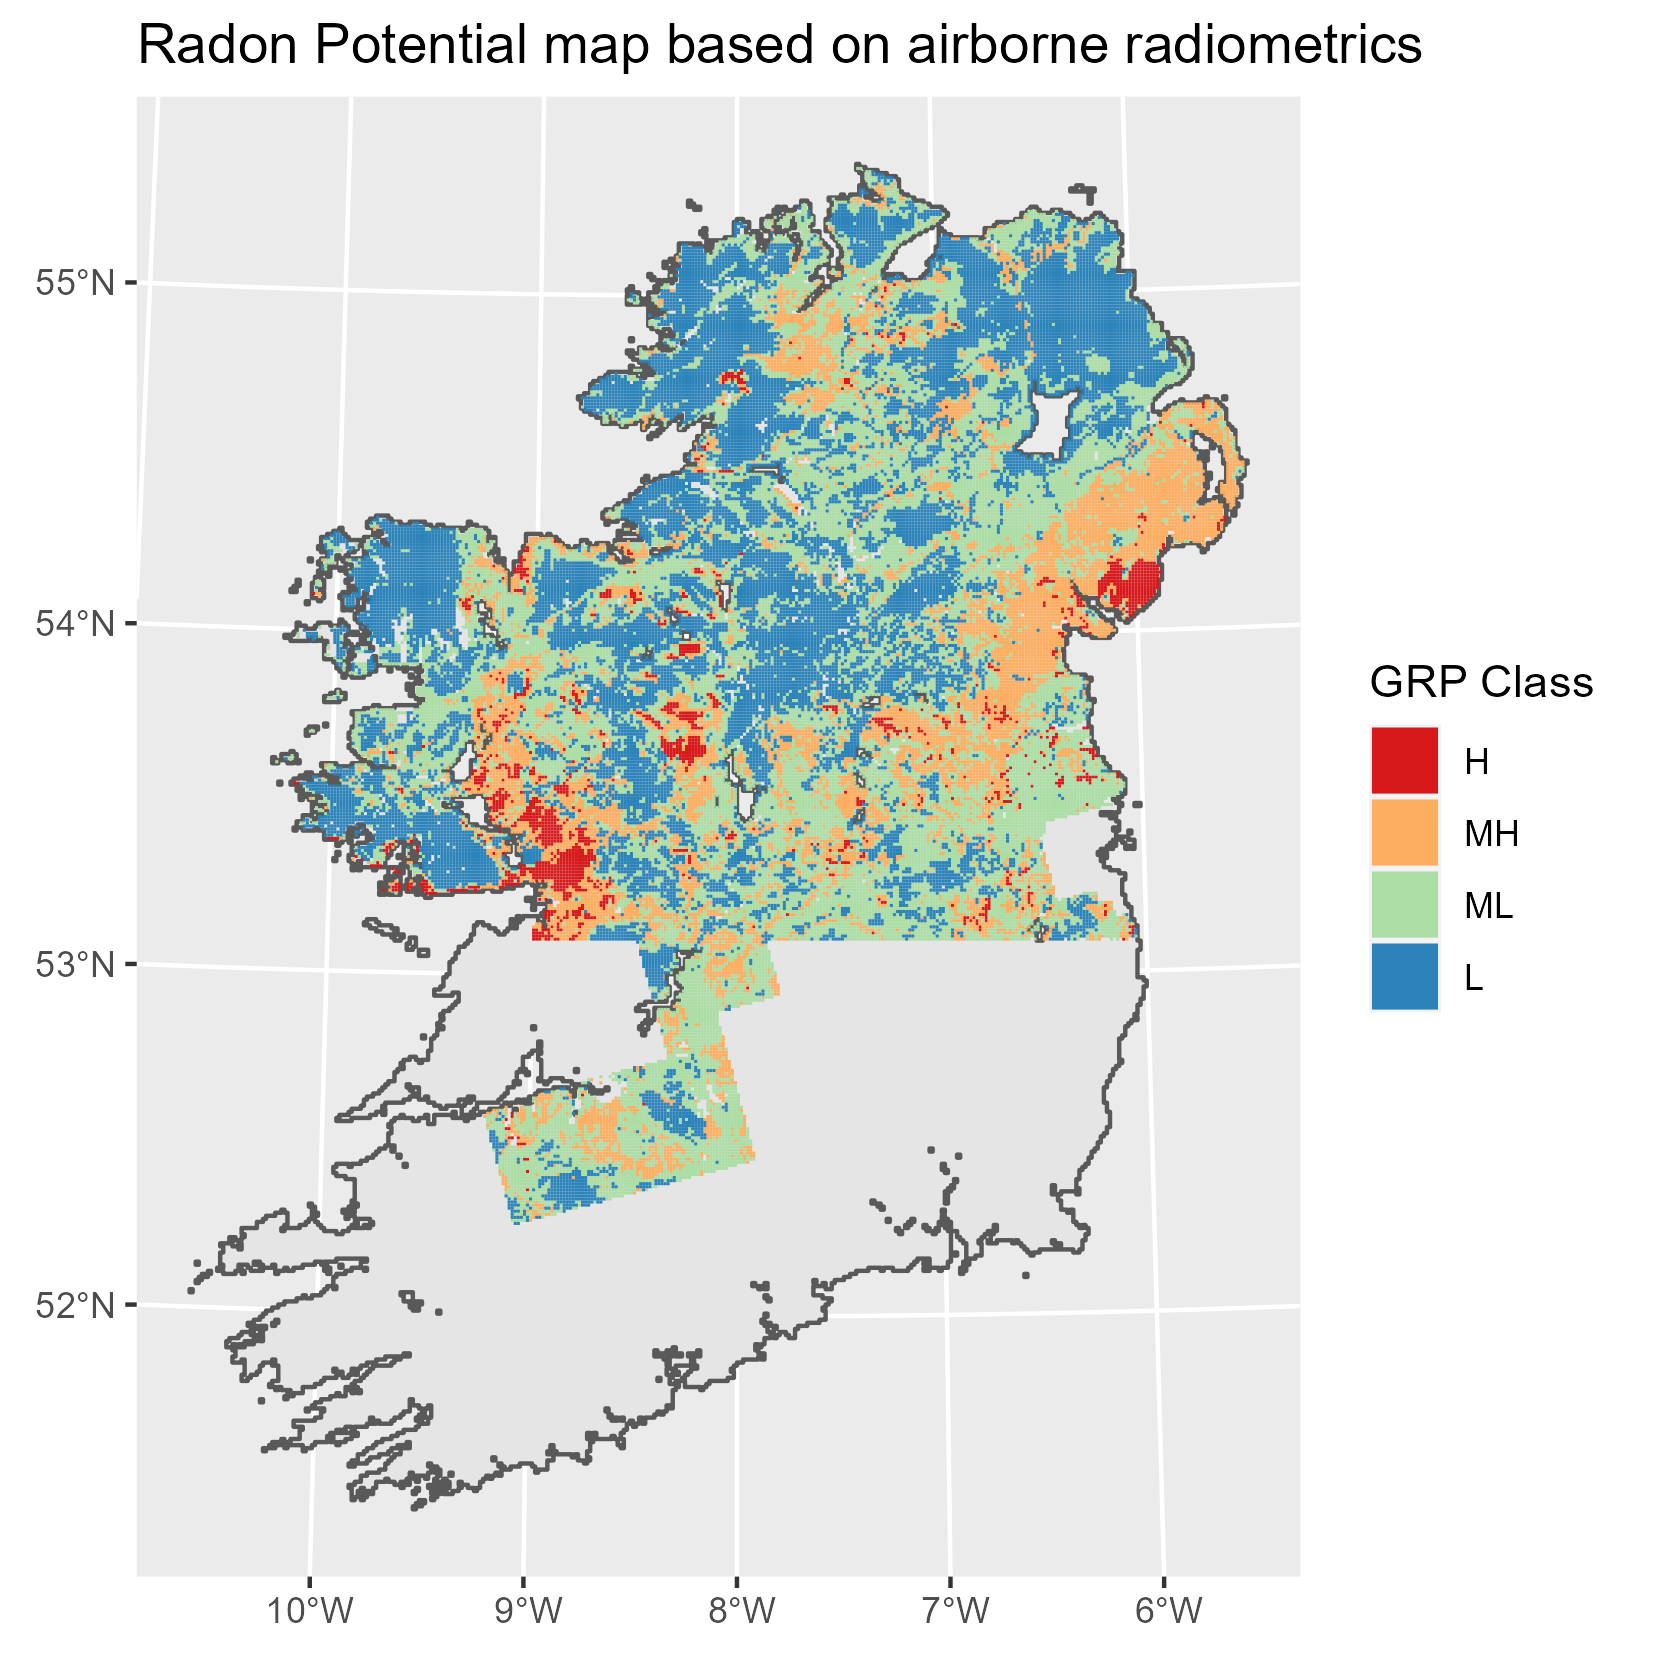 Radon Potential map based on airborne radiometrics
55°N
54°N
53°N
52°N
10°W
9°W
8°W
7°W
6°W
GRP Class
H
MH
ML
L